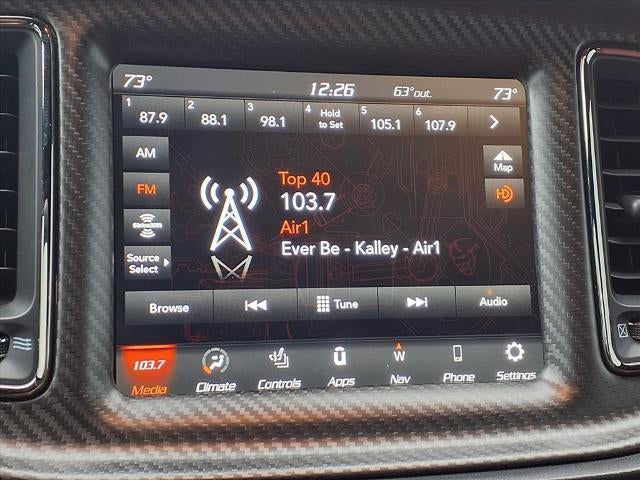 73° 12:26 63°out. 73°
1 87.9 2 88.1 3 98.1 4 Hold to Set 5 105.1 6 107.9
AM
Map
Top 40
FM
103.7
HD
Air1
SiriusXM
Ever Be - Kalley - Air1
Source
Select
Browse Tune Audio
103.7
Media Climate Controls Apps W Nav Phone Settings